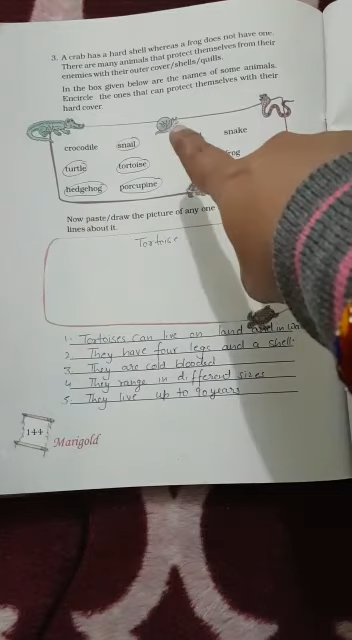 3. A crab has a hard shell whereas a frog does not have one.
There are many animals that protect themselves from their
enemies with their outer cover/shells/quills.
In the box given below are the names of some animals.
Encircle the ones that can protect themselves with their
hard cover.
crocodile snail snake
turtle tortoise frog
hedgehog porcupine
Now paste/draw the picture of any one
lines about it.
Tortoise
1. Tortoises can live on land and in
2. They have four legs and a shell.
3. They are cold blooded
4. They range in different sizes
5. They live up to 90 years
144
Marigold